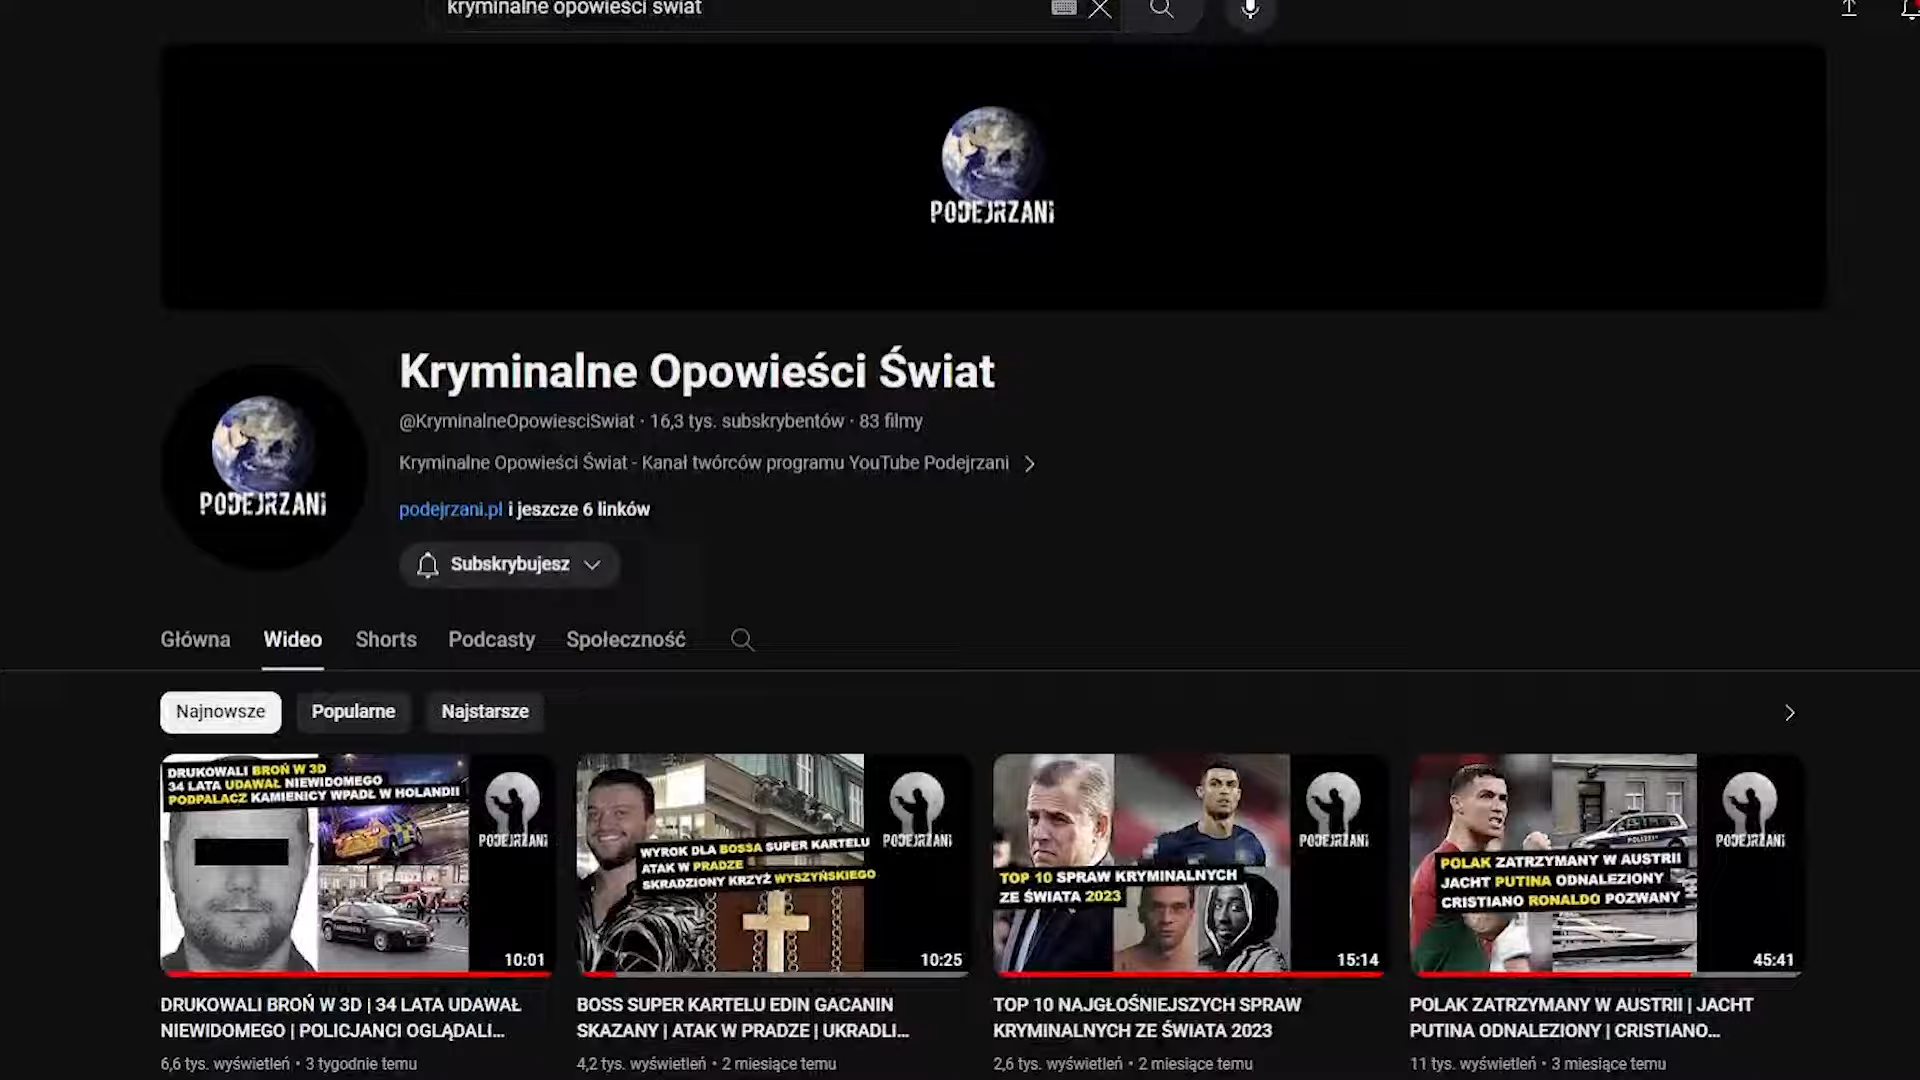 kryminalne opowieści świat
PODEJRZANI
Kryminalne Opowieści Świat
@KryminalneOpowiesciSwiat · 16,3 tys. subskrybentów · 83 filmy
Kryminalne Opowieści Świat - Kanał twórców programu YouTube Podejrzani
podejrzani.pl i jeszcze 6 linków
PODEJRZANI
Subskrybujesz
Główna Wideo Shorts Podcasty Społeczność
Najnowsze Popularne Najstarsze
DRUKOWALI BROŃ W 3D
34 LATA UDAWAŁ NIEWIDOMEGO
PODPALACZ KAMIENICY WPADŁ W HOLANDII
PODEJRZANI
10:01
WYROK DLA BOSSA SUPER KARTELU
ATAK W PRADZE
SKRADZIONY KRZYŻ WYSZYŃSKIEGO
PODEJRZANI
10:25
TOP 10 SPRAW KRYMINALNYCH
ZE ŚWIATA 2023
PODEJRZANI
15:14
POLIZEI
POLAK ZATRZYMANY W AUSTRII
JACHT PUTINA ODNALEZIONY
CRISTIANO RONALDO POZWANY
PODEJRZANI
45:41
DRUKOWALI BROŃ W 3D | 34 LATA UDAWAŁ
NIEWIDOMEGO | POLICJANCI OGLĄDALI...
6,6 tys. wyświetleń • 3 tygodnie temu
BOSS SUPER KARTELU EDIN GACANIN
SKAZANY | ATAK W PRADZE | UKRADLI...
4,2 tys. wyświetleń • 2 miesiące temu
TOP 10 NAJGŁOŚNIEJSZYCH SPRAW
KRYMINALNYCH ZE ŚWIATA 2023
2,6 tys. wyświetleń • 2 miesiące temu
POLAK ZATRZYMANY W AUSTRII | JACHT
PUTINA ODNALEZIONY | CRISTIANO...
11 tys. wyświetleń • 3 miesiące temu